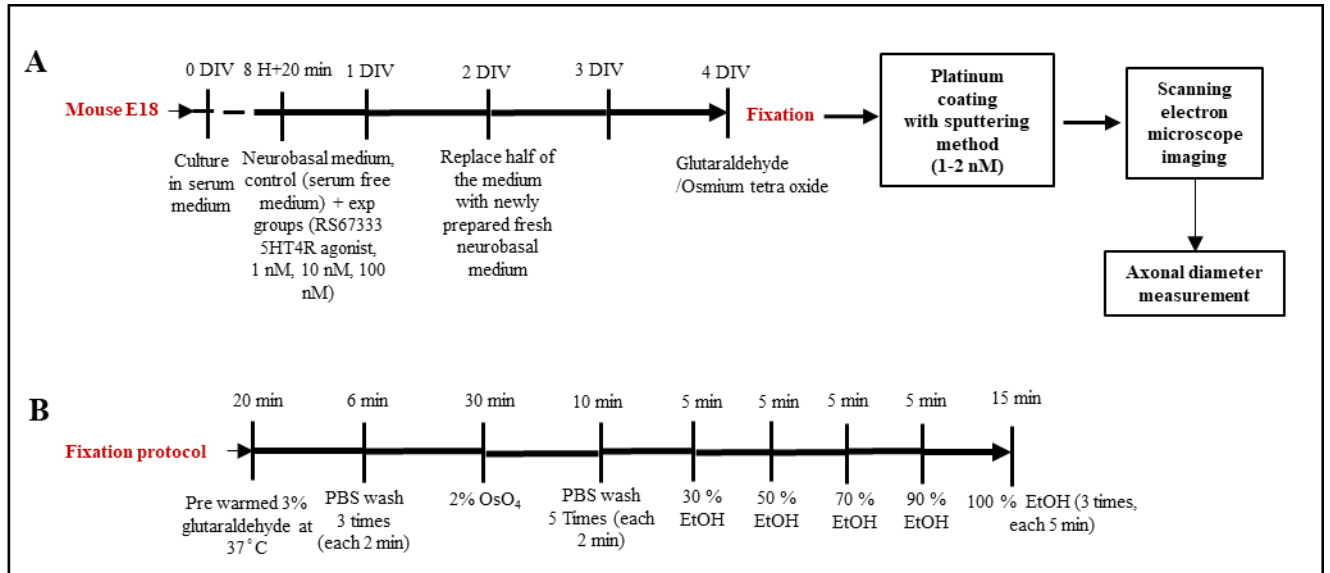 A
0 DIV
8 H+20 min
1 DIV
2 DIV
3 DIV
4 DIV
Mouse E18
Fixation
Culture
in serum
medium
Neurobasal medium,
control (serum free
medium) + exp
groups (RS67333
5HT4R agonist,
1 nM, 10 nM, 100
nM)
Replace half of
the medium
with newly
prepared fresh
neurobasal
medium
Glutaraldehyde
/Osmium tetra oxide
Platinum
coating
with sputtering
method
(1-2 nM)
Scanning
electron
microscope
imaging
Axonal diameter
measurement
B
20 min
6 min
30 min
10 min
5 min
5 min
5 min
5 min
15 min
Fixation protocol
Pre warmed 3%
glutaraldehyde at
37˚C
PBS wash
3 times
(each 2 min)
2% OsO₄
PBS wash
5 Times (each
2 min)
30 %
EtOH
50 %
EtOH
70 %
EtOH
90 %
EtOH
100 % EtOH (3 times,
each 5 min)